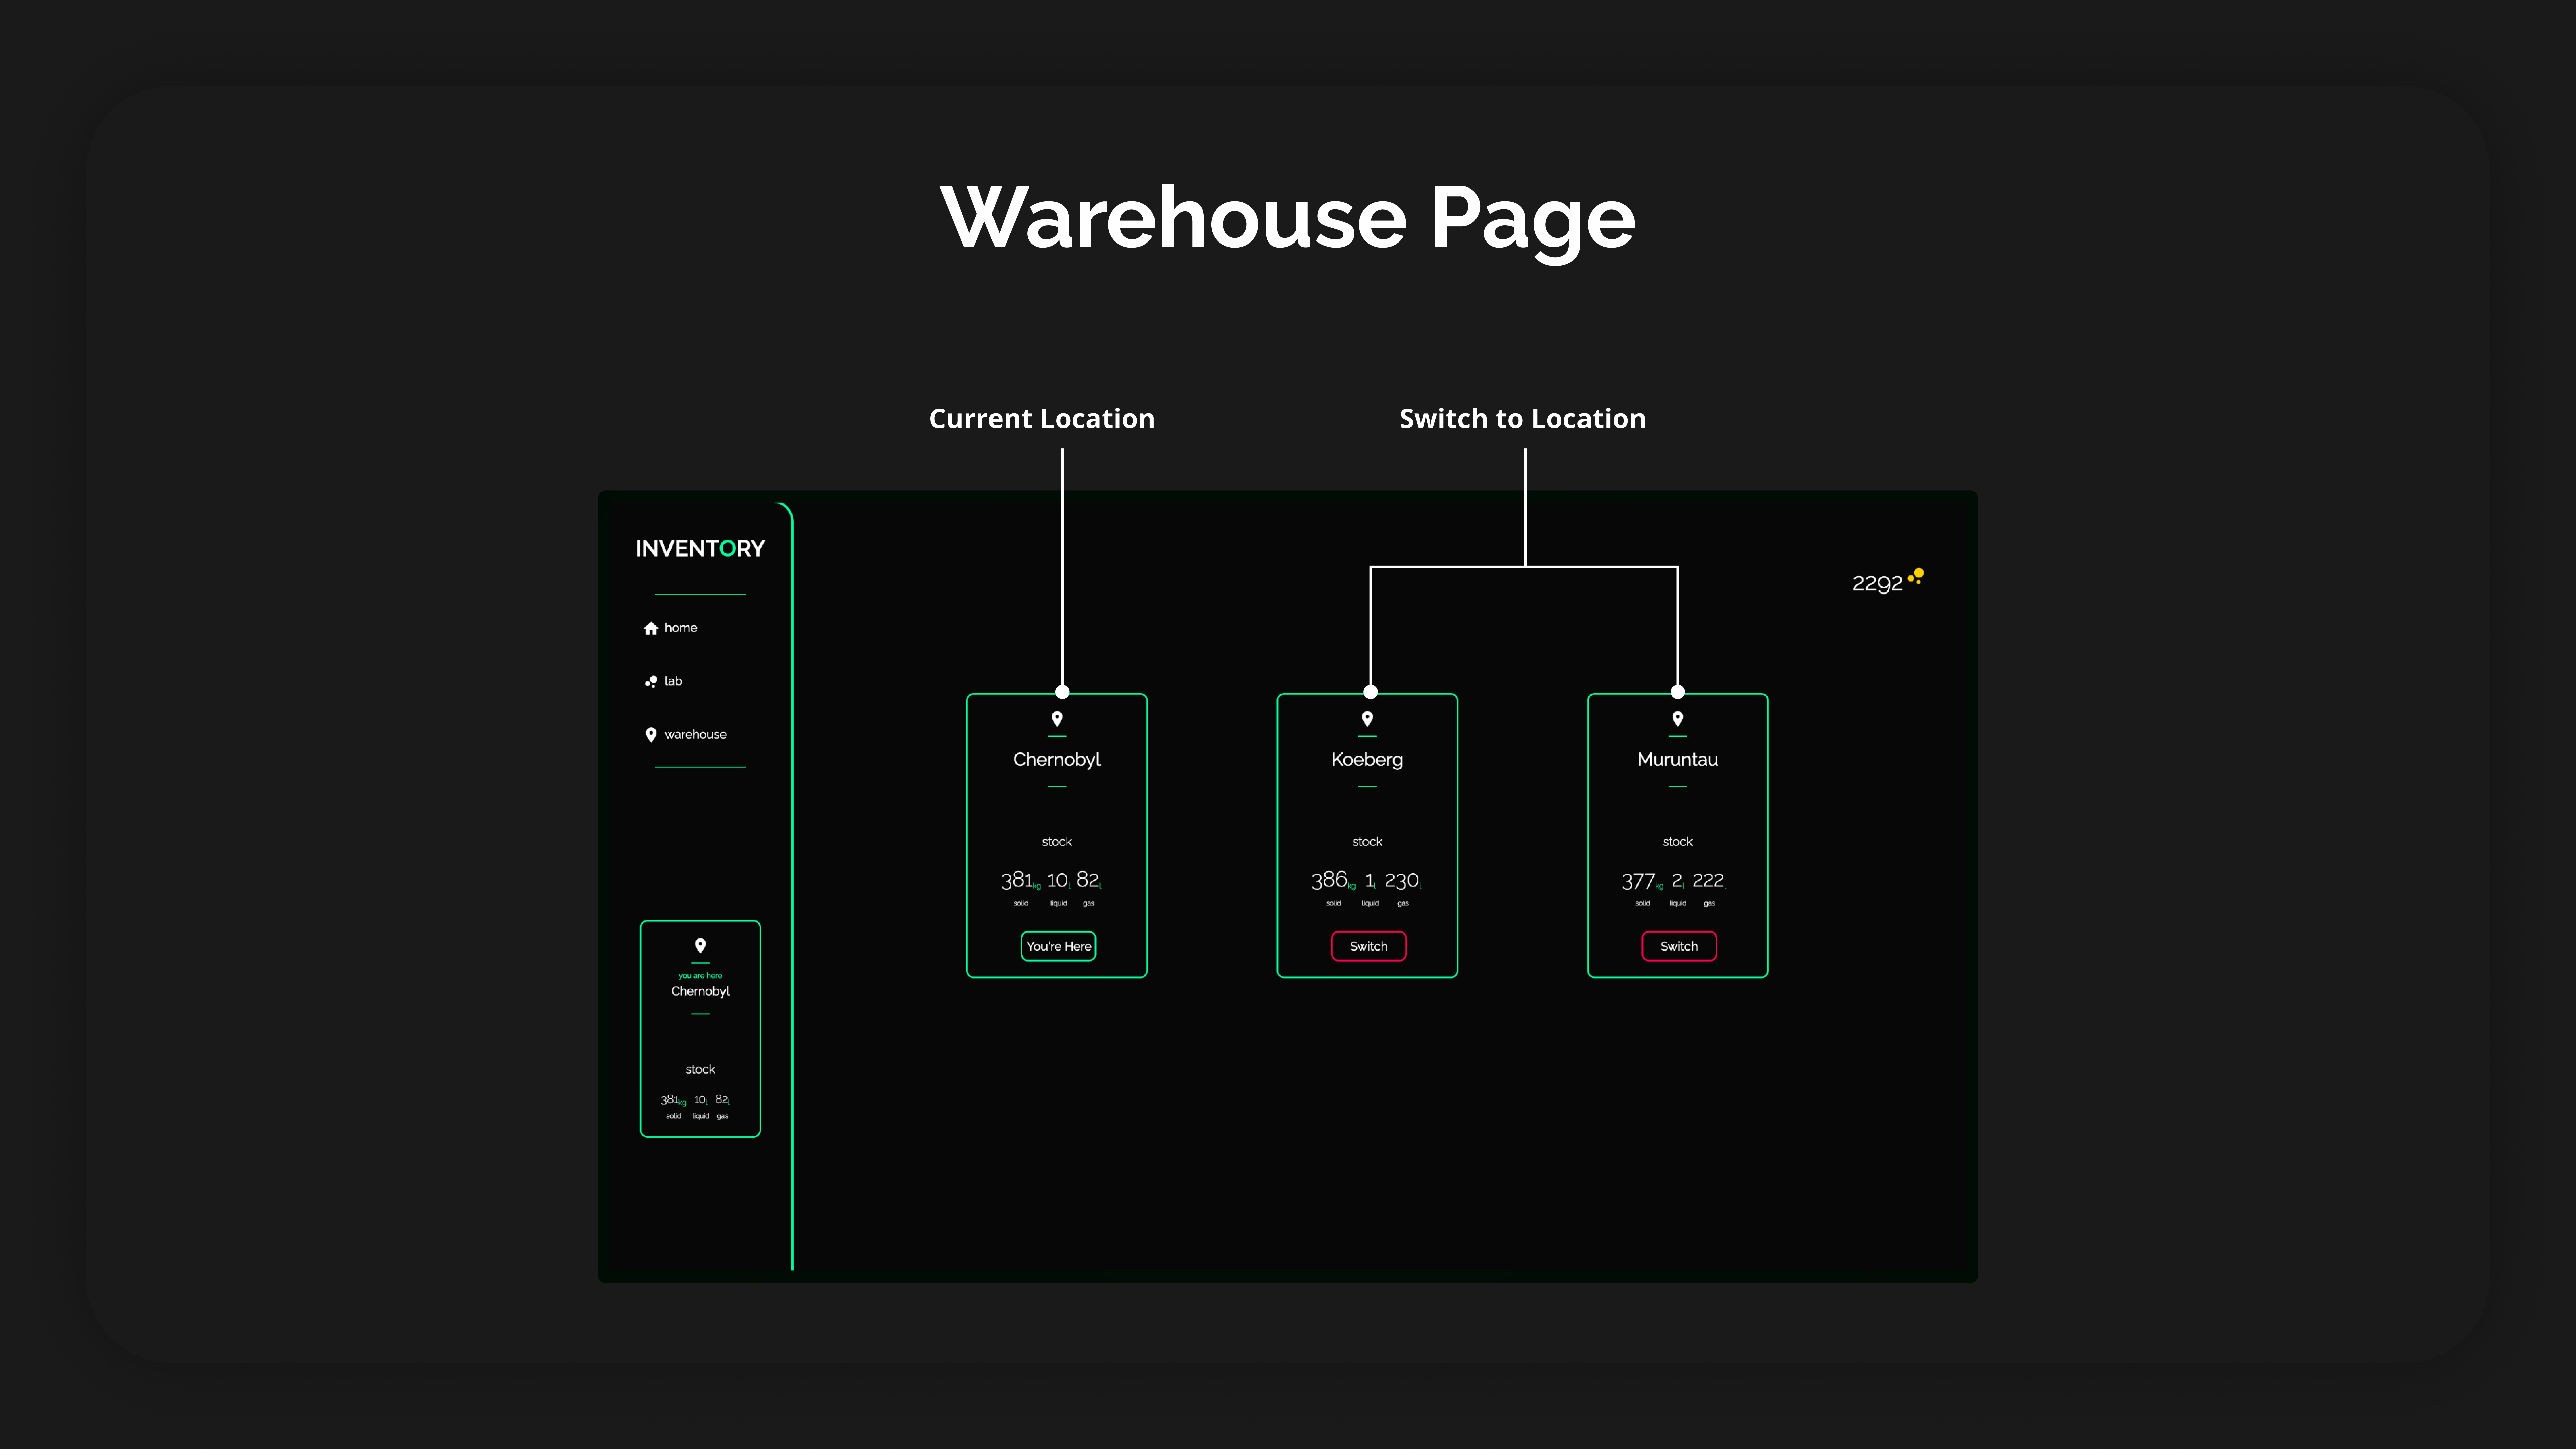 Warehouse Page
Current Location
Switch to Location
INVENTORY
home
lab
warehouse
you are here
Chernobyl
stock
381kg 10l 82l
solid liquid gas
2292
Chernobyl
stock
381kg 10l 82l
solid liquid gas
You're Here
Koeberg
stock
386kg 1l 230l
solid liquid gas
Switch
Muruntau
stock
377kg 2l 222l
solid liquid gas
Switch